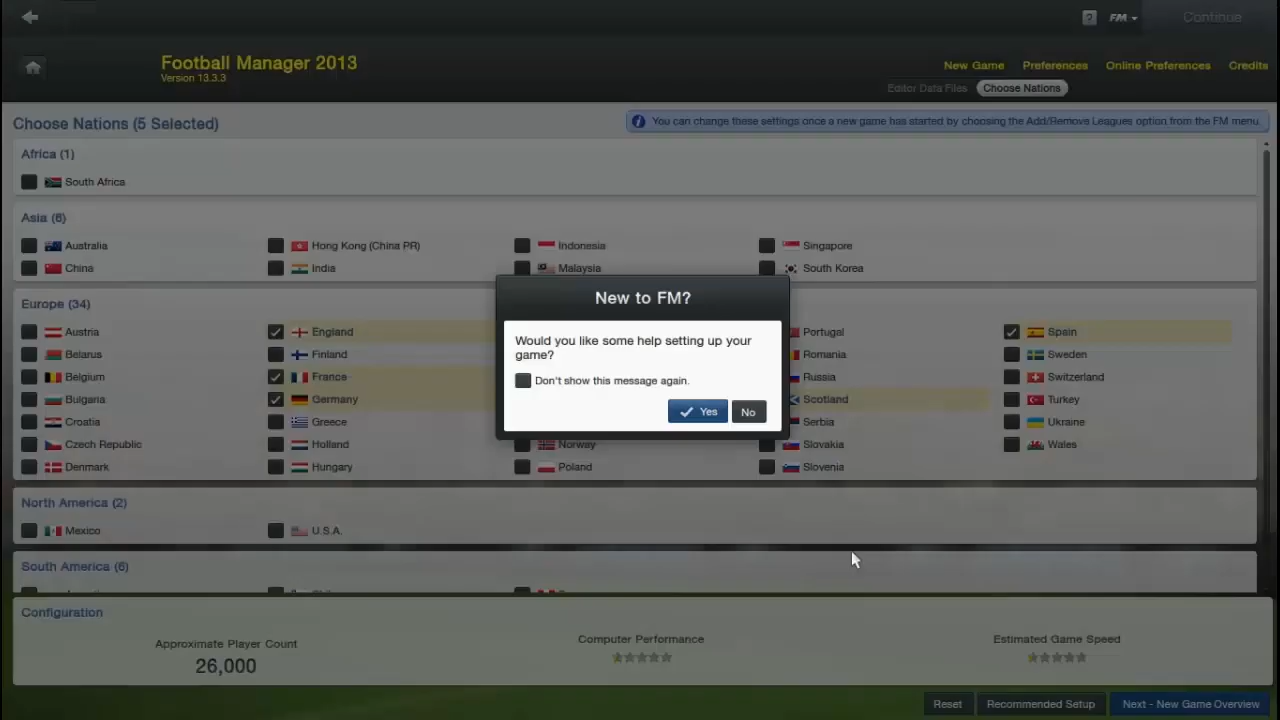 ? FM Continue
Football Manager 2013
Version 13.3.3
New Game Preferences Online Preferences Credits
Editor Data Files Choose Nations
Choose Nations (5 Selected)
You can change these settings once a new game has started by choosing the Add/Remove Leagues option from the FM menu.
Africa (1)
South Africa
Asia (6)
Australia Hong Kong (China PR) Indonesia Singapore
China India Malaysia South Korea
Europe (34)
Austria England Portugal Spain
Belarus Finland Romania Sweden
Belgium France Russia Switzerland
Bulgaria Germany Scotland Turkey
Croatia Greece Serbia Ukraine
Czech Republic Holland Norway Slovakia Wales
Denmark Hungary Poland Slovenia
New to FM?
Would you like some help setting up your
game?
Don't show this message again.
Yes No
North America (2)
Mexico U.S.A.
South America (6)
Configuration
Approximate Player Count Computer Performance Estimated Game Speed
26,000
Reset Recommended Setup Next - New Game Overview